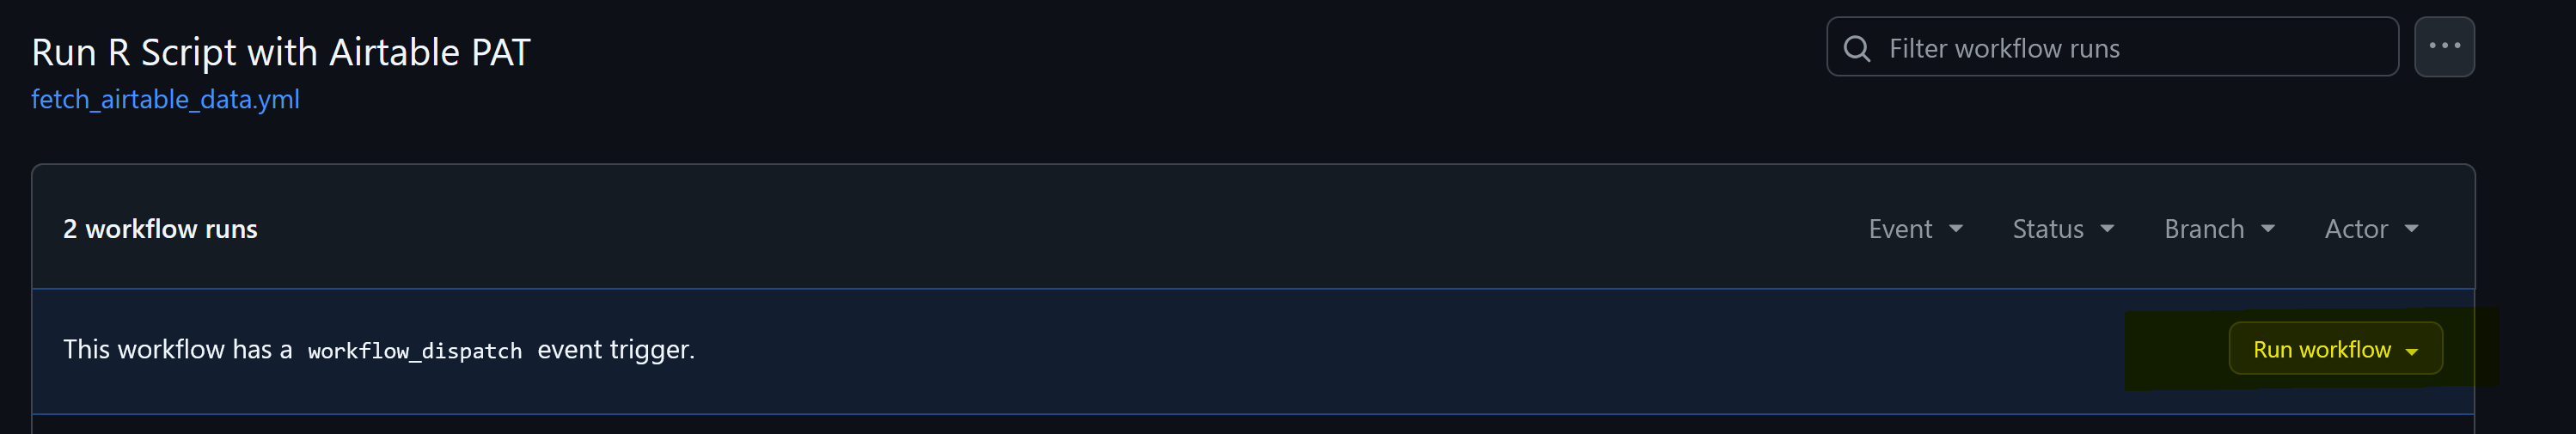 Run R Script with Airtable PAT
Filter workflow runs
fetch_airtable_data.yml
2 workflow runs
Event
Status
Branch
Actor
This workflow has a workflow_dispatch event trigger.
Run workflow